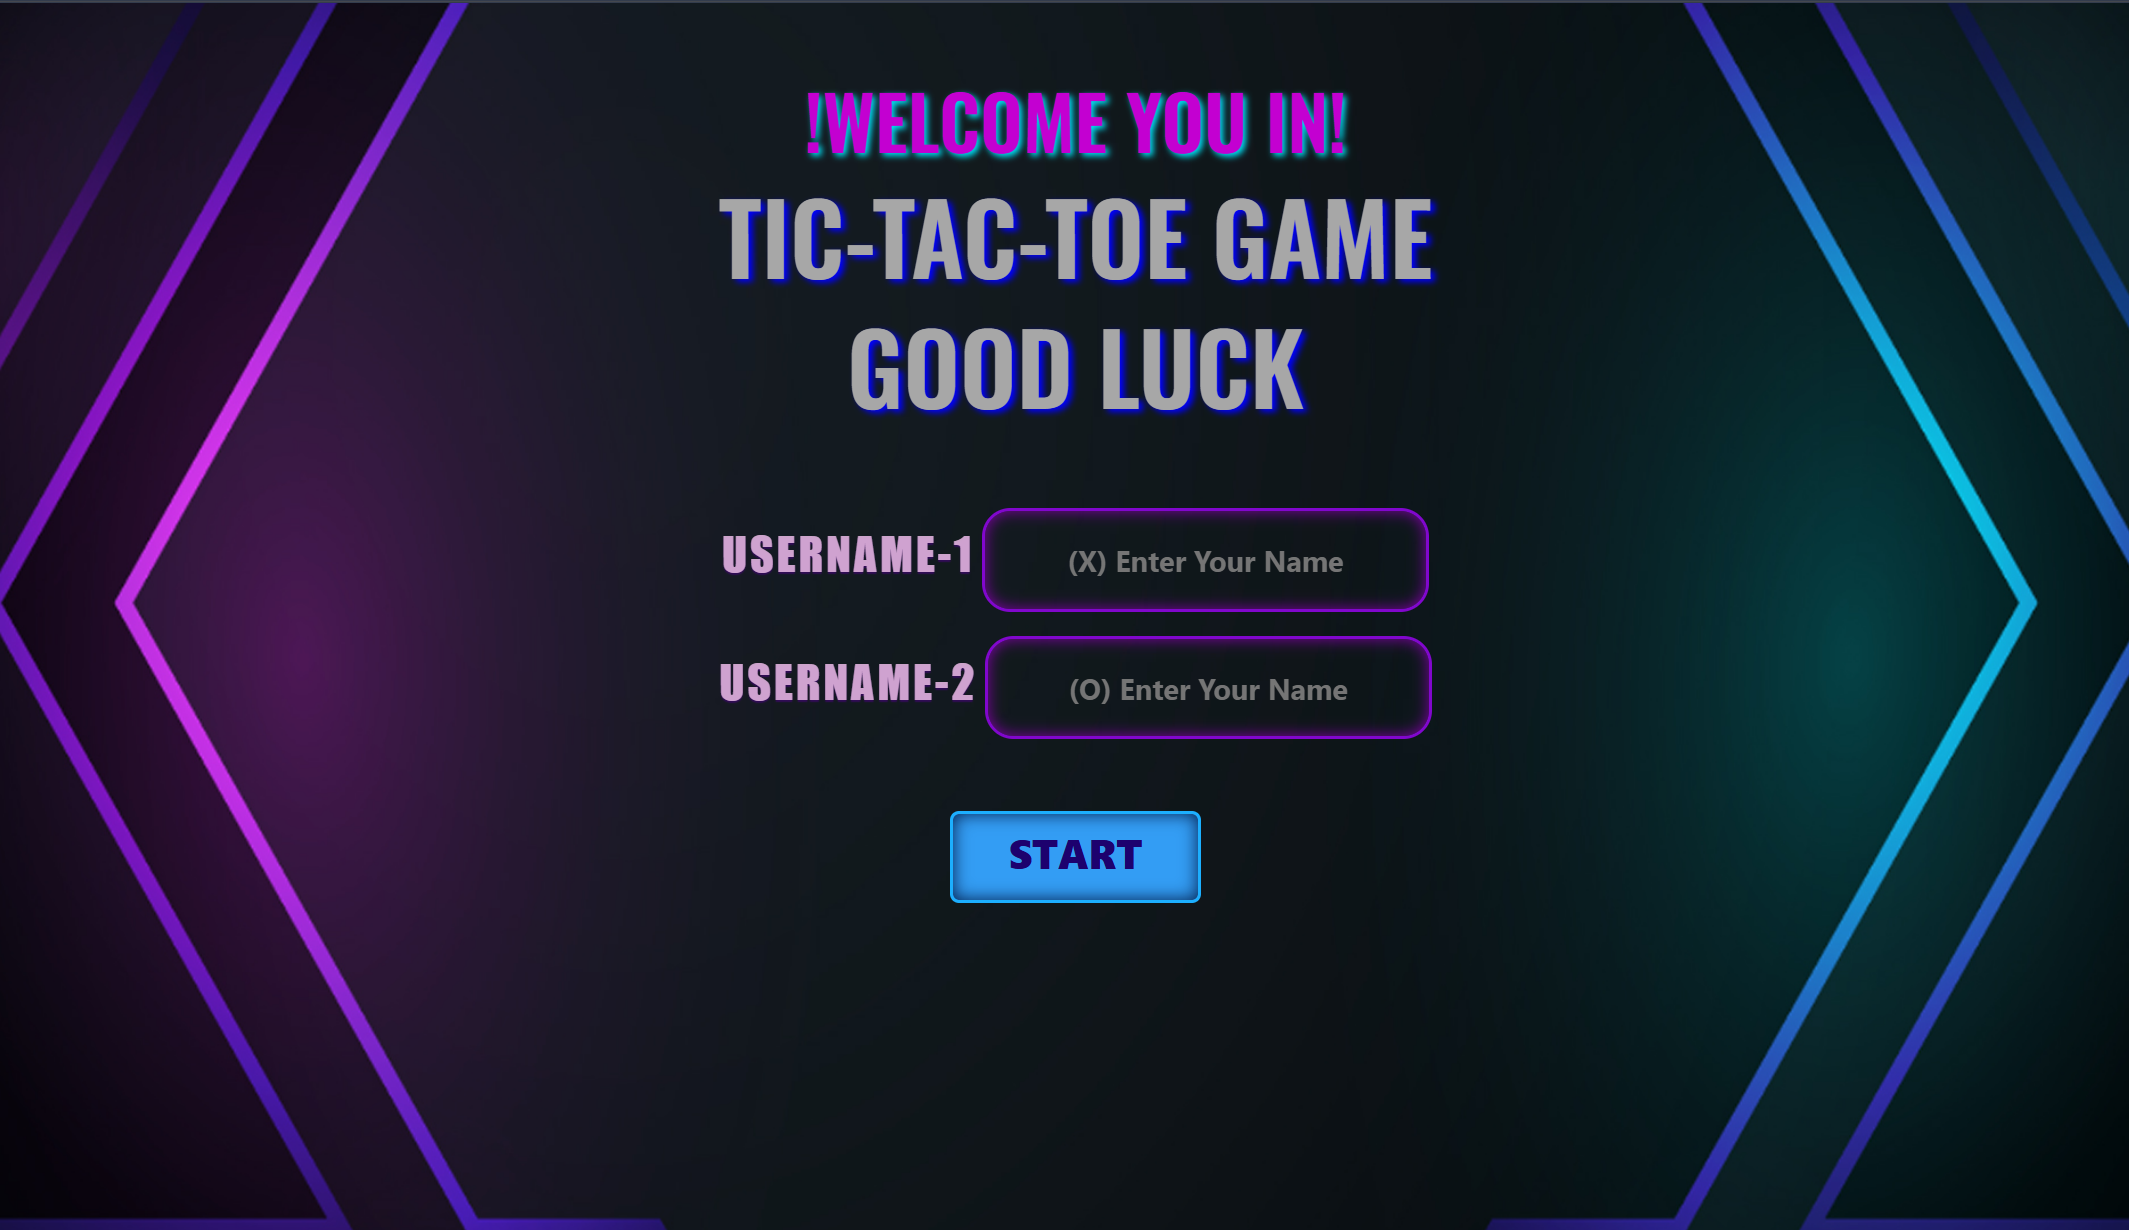 !WELCOME YOU IN!
TIC-TAC-TOE GAME
GOOD LUCK
USERNAME-1 (X) Enter Your Name
USERNAME-2 (O) Enter Your Name
START